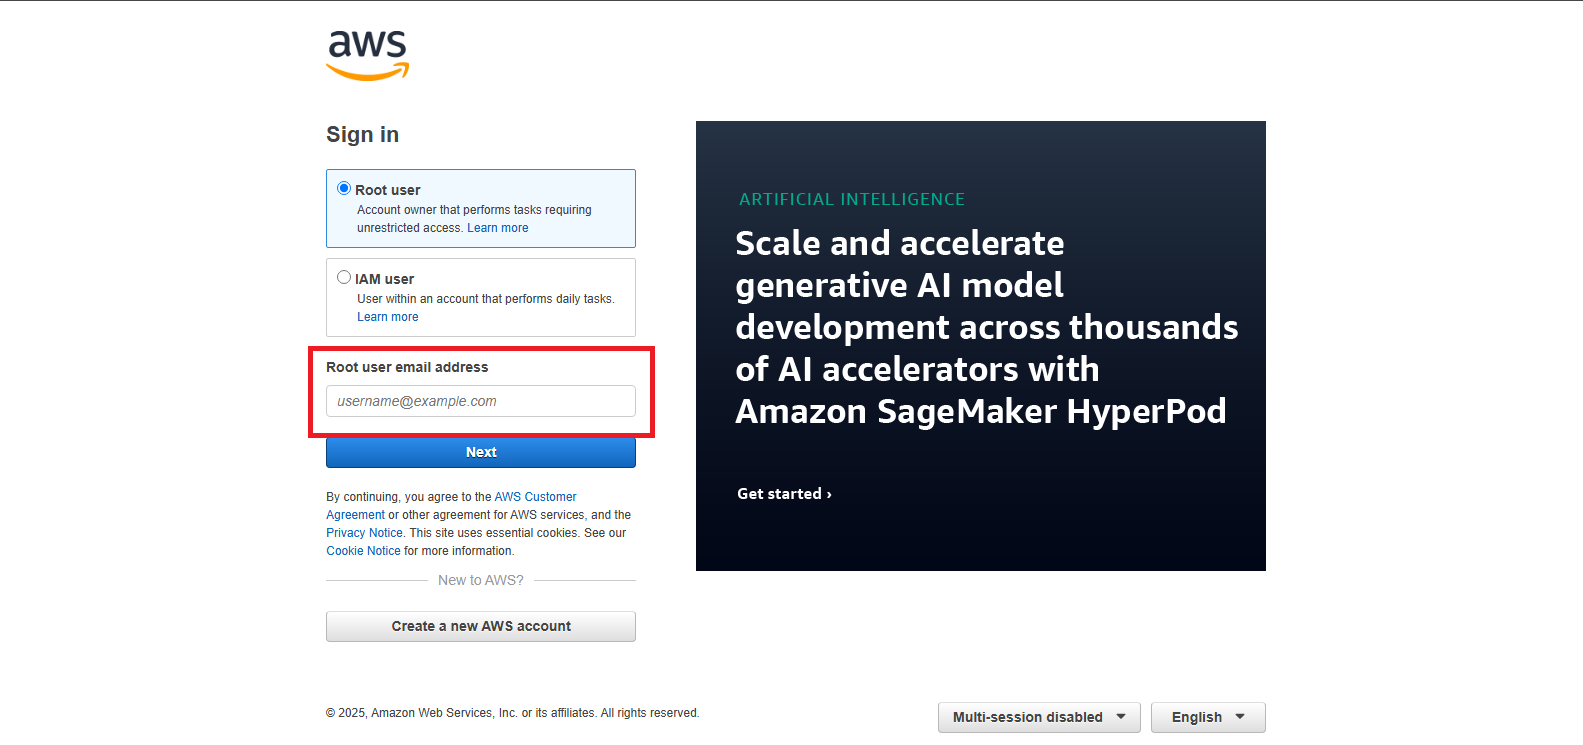 aws
Sign in
Root user
Account owner that performs tasks requiring
unrestricted access. Learn more
IAM user
User within an account that performs daily tasks.
Learn more
Root user email address
username@example.com
Next
By continuing, you agree to the AWS Customer
Agreement or other agreement for AWS services, and the
Privacy Notice. This site uses essential cookies. See our
Cookie Notice for more information.
New to AWS?
Create a new AWS account
ARTIFICIAL INTELLIGENCE
Scale and accelerate
generative AI model
development across thousands
of AI accelerators with
Amazon SageMaker HyperPod
Get started ›
© 2025, Amazon Web Services, Inc. or its affiliates. All rights reserved.
Multi-session disabled
English